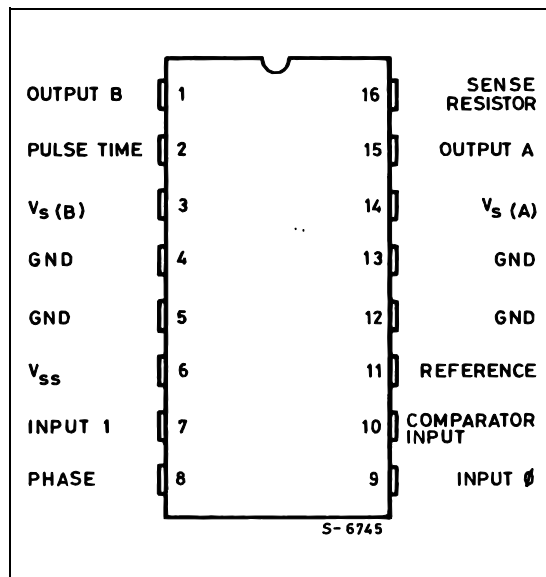 OUTPUT B 1 16 SENSE
RESISTOR
PULSE TIME 2 15 OUTPUT A
Vs (B) 3 14 Vs (A)
GND 4 13 GND
GND 5 12 GND
Vss 6 11 REFERENCE
INPUT 1 7 10 COMPARATOR
INPUT
PHASE 8 9 INPUT Ø
S-6745